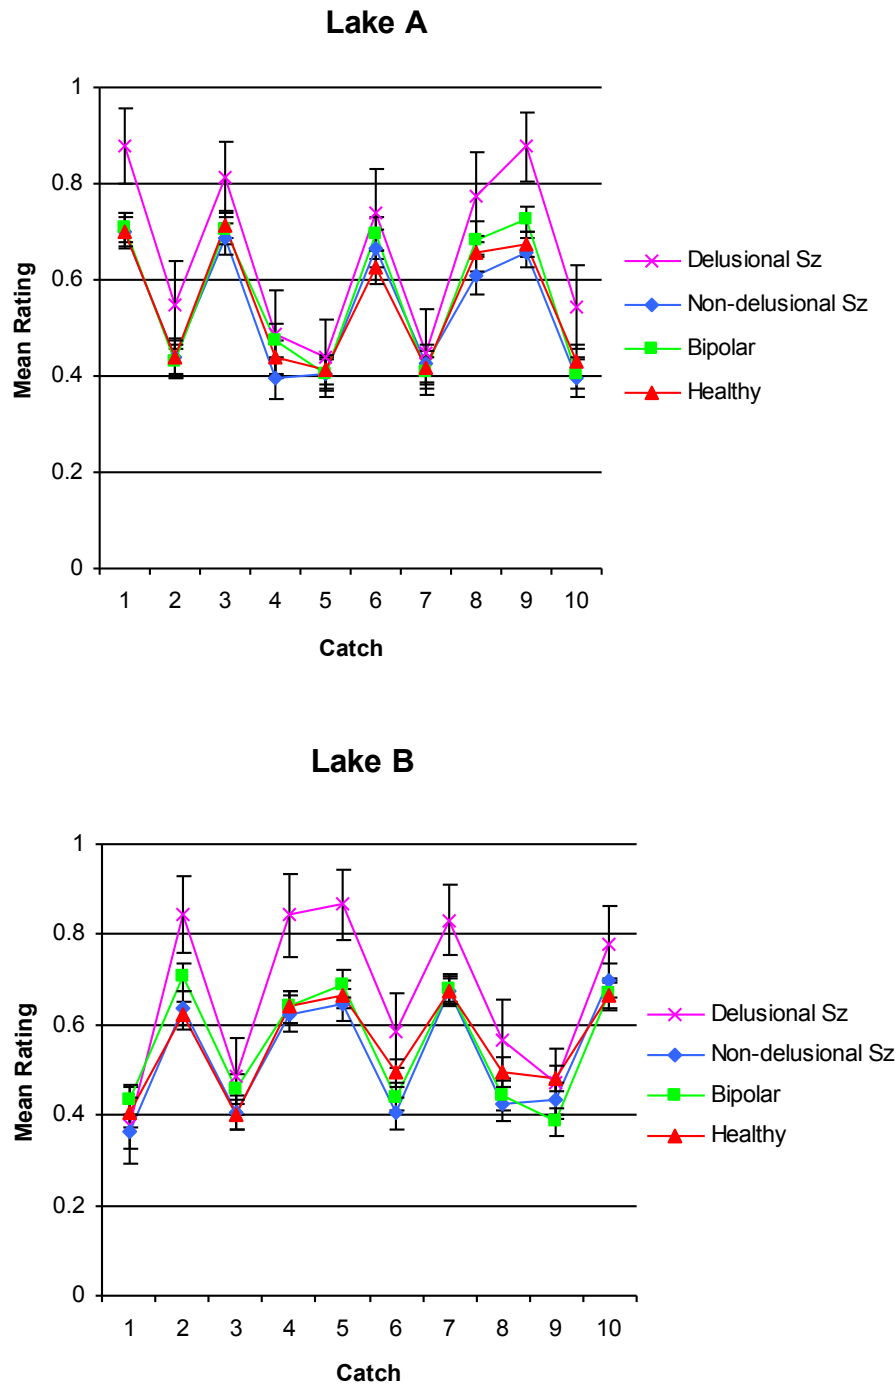 Lake A
1
0.8
0.6
0.4
0.2
0
Mean Rating
1 2 3 4 5 6 7 8 9 10
Catch
Delusional Sz
Non-delusional Sz
Bipolar
Healthy
Lake B
1
0.8
0.6
0.4
0.2
0
Mean Rating
1 2 3 4 5 6 7 8 9 10
Catch
Delusional Sz
Non-delusional Sz
Bipolar
Healthy